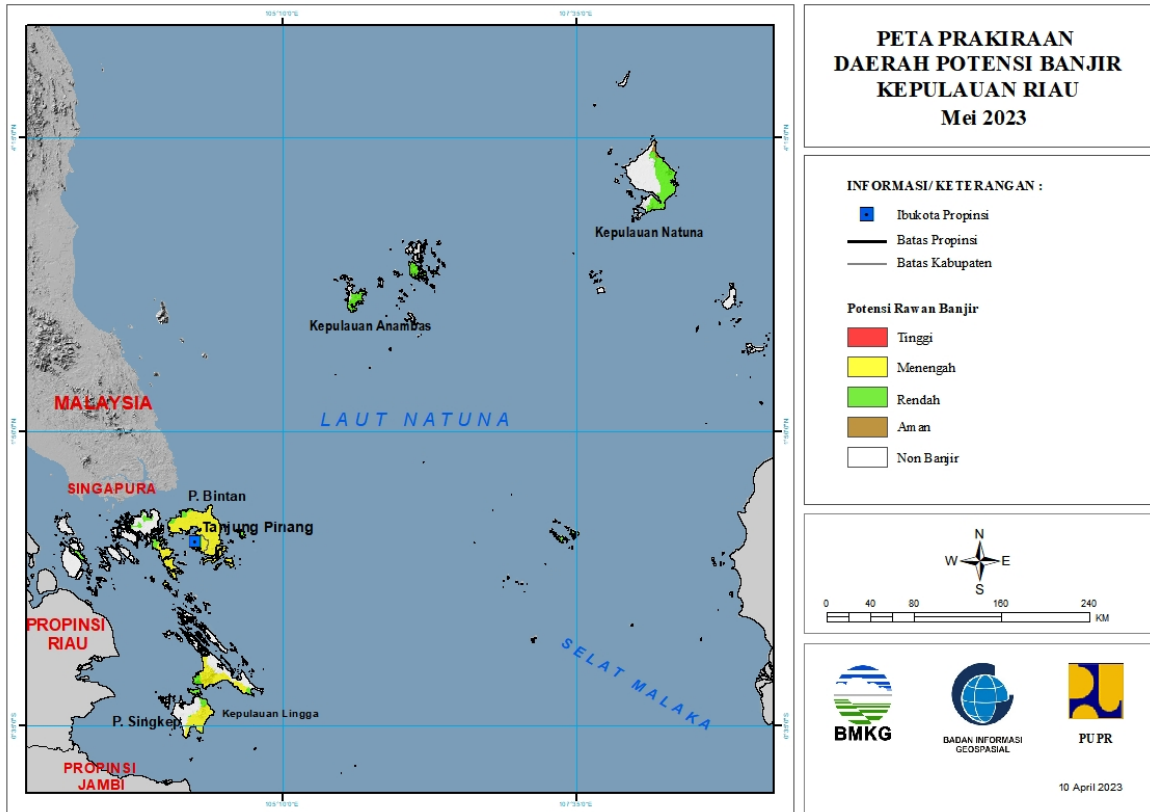 PETA PRAKIRAAN
DAERAH POTENSI BANJIR
KEPULAUAN RIAU
Mei 2023
INFORMASI/ KETERANGAN :
Ibukota Propinsi
Batas Propinsi
Batas Kabupaten
Potensi Rawan Banjir
Tinggi
Menengah
Rendah
Aman
Non Banjir
N
W E
S
0 40 80 160 240
KM
BMKG
BADAN INFORMASI
GEOSPASIAL
PUPR
10 April 2023
Kepulauan Natuna
Kepulauan Anambas
MALAYSIA
LAUT NATUNA
SINGAPURA
P. Bintan
Tanjung Pinang
PROPINSI
RIAU
SELAT MALAKA
P. Singkep
Kepulauan Lingga
PROPINSI
JAMBI